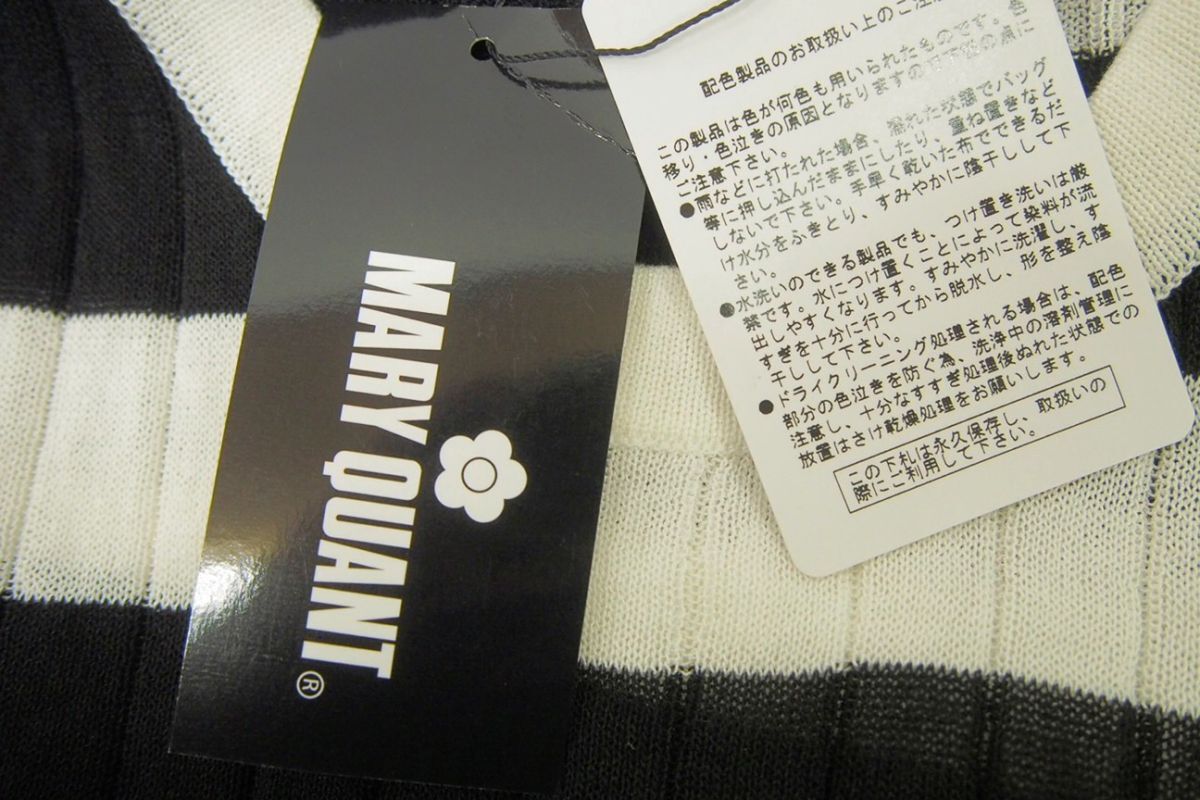 MARY QUANT
®
配色製品のお取扱い上のご注意
この製品は色が何色も用いられたものです。
移り・色泣きの原因となりますので下記の点に
ご注意下さい。
●雨などに打たれた場合、濡れた状態でバッグ
等に押し込んだままにしたり、重ね置きなど
しないで下さい。手早く乾いた布でできるだ
け水分をふきとり、すみやかに陰干しして下
さい。
●水洗いのできる製品でも、つけ置き洗いは厳
禁です。水につけ置くことによって染料が流
出しやすくなります。すみやかに洗濯し、す
すぎを十分に行ってから脱水し、形を整え陰
干しして下さい。
●ドライクリーニング処理される場合は、配色
部分の色泣きを防ぐ為、洗浄中の溶剤管理に
注意し、十分なすすぎ処理後ぬれた状態での
放置はさけ乾燥処理をお願いします。
この下札は永久保存し、取扱いの
際にご利用して下さい。